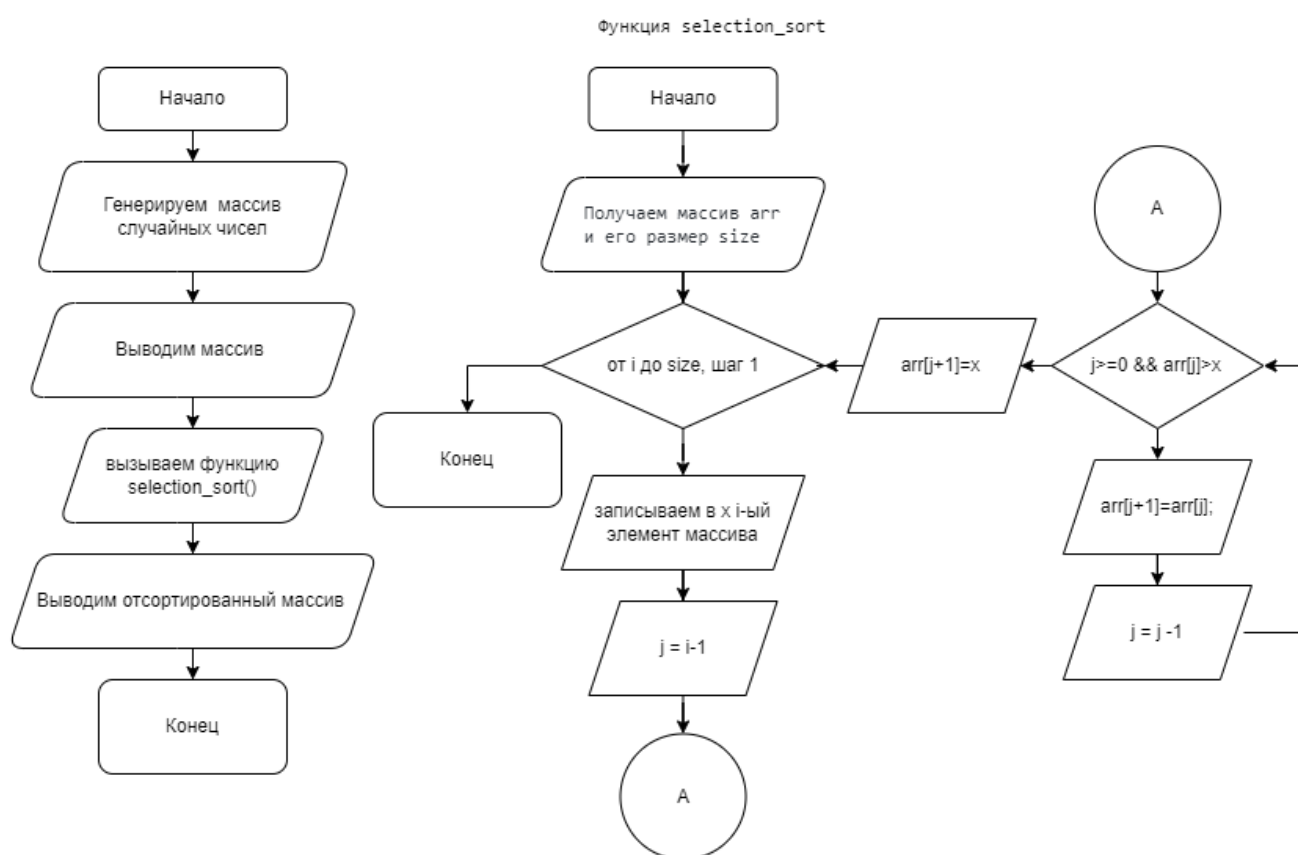 Функция selection_sort
Начало
Генерируем массив
случайных чисел
Выводим массив
вызываем функцию
selection_sort()
Выводим отсортированный массив
Конец
Начало
Получаем массив arr
и его размер size
от i до size, шаг 1
Конец
записываем в x i-ый
элемент массива
j = i-1
A
A
j>=0 && arr[j]>x
arr[j+1]=x
arr[j+1]=arr[j];
j = j -1